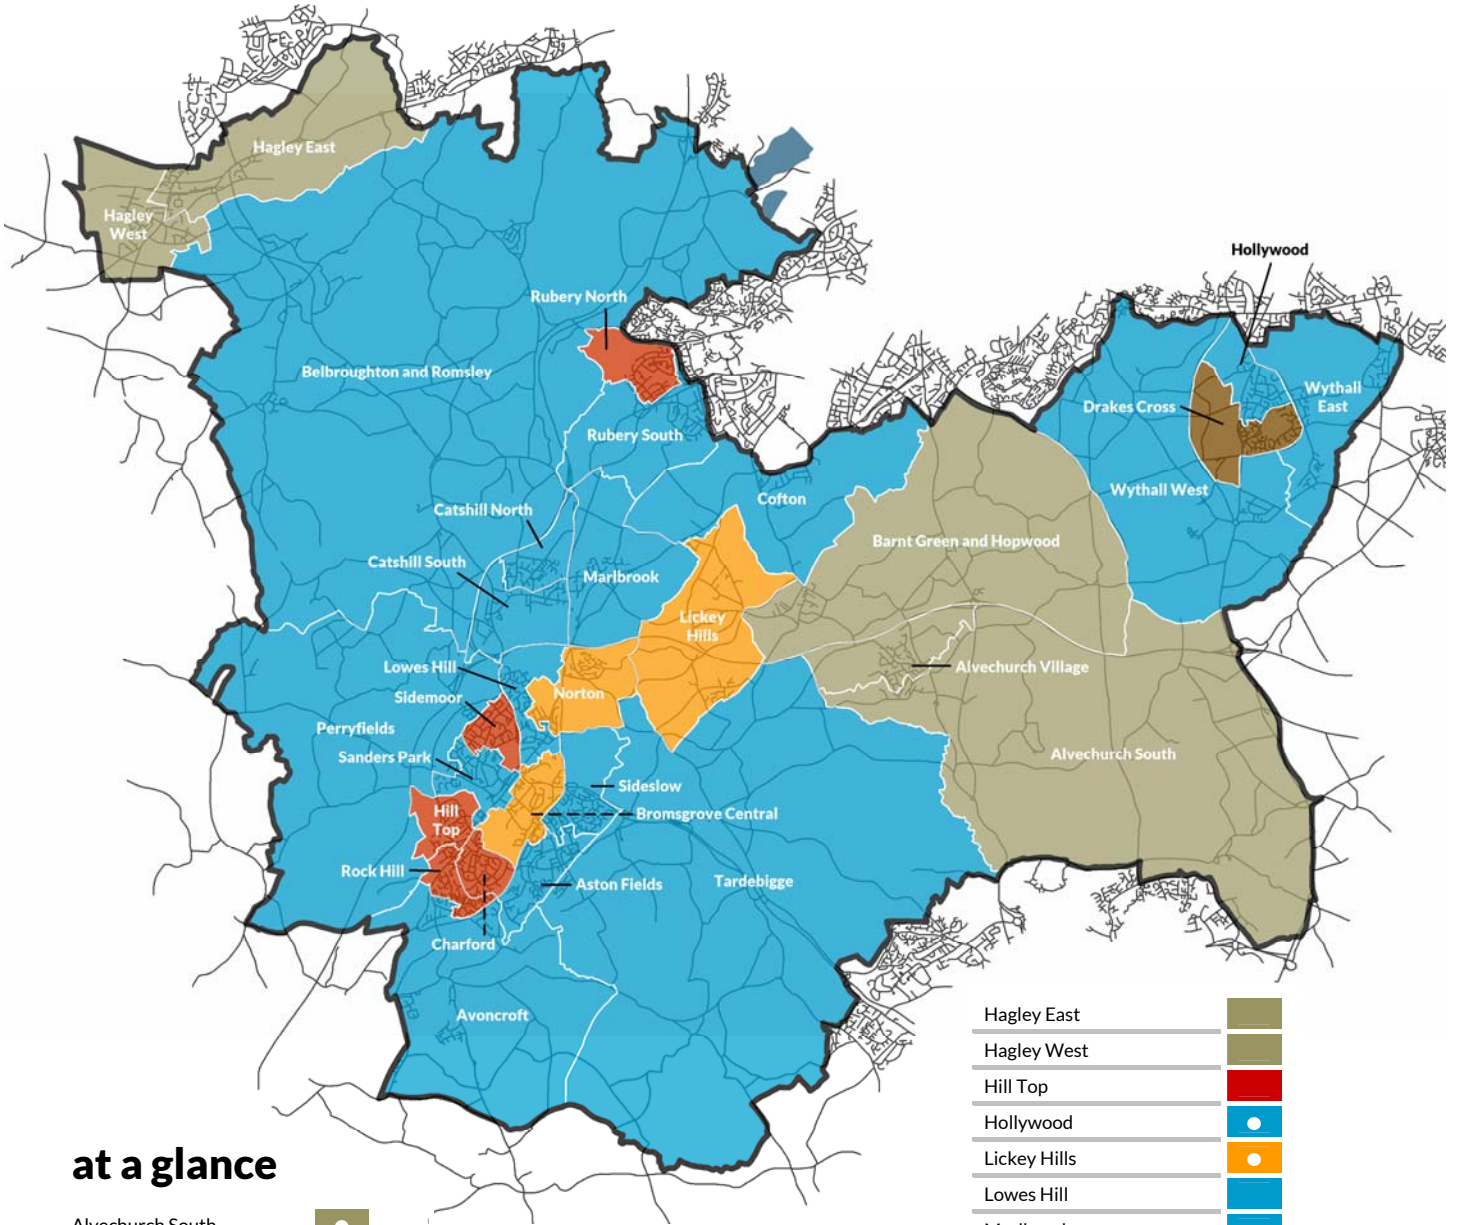 Hagley East
Hagley
West
Hollywood
Rubery North
Belbroughton and Romsley
Wythall
East
Drakes Cross
Rubery South
Wythall West
Cofton
Catshill North
Barnt Green and Hopwood
Catshill South
Marlbrook
Lickey
Hills
Lowes Hill
Alvechurch Village
Sidemoor
Norton
Perryfields
Sanders Park
Alvechurch South
Sideslow
Hill
Top
Bromsgrove Central
Rock Hill
Aston Fields
Tardebigge
Charford
Avoncroft
Hagley East
Hagley West
Hill Top
Hollywood
Lickey Hills
Lowes Hill
at a glance
Alvechurch South